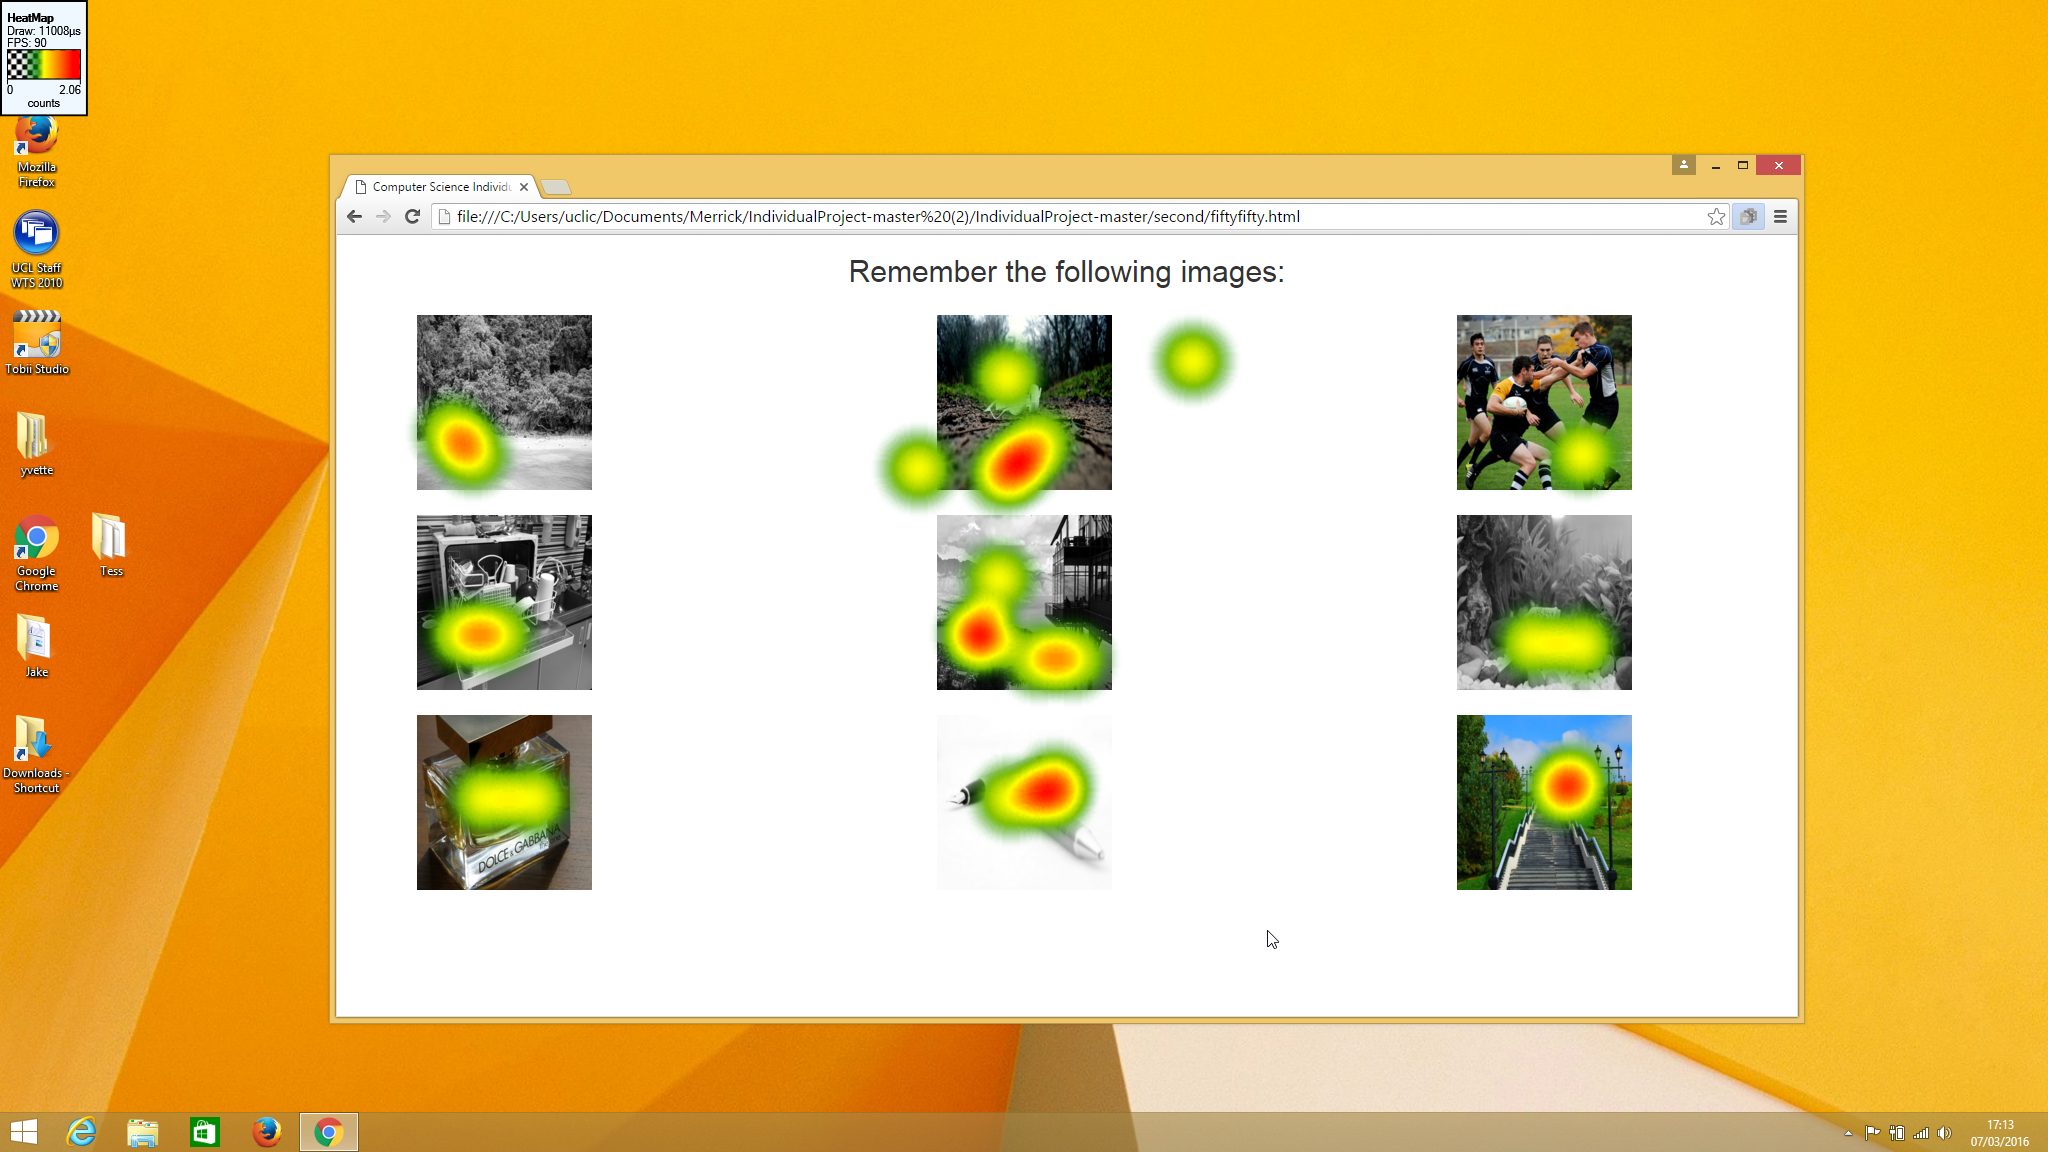 HeatMap
Draw: 11008µs
FPS: 90
0 2.06
counts
Mozilla
Firefox
UCL Staff
WTS 2010
Tobii Studio
yvette
Google
Chrome
Tess
Jake
Downloads -
Shortcut
Computer Science Individu
file:///C:/Users/uclic/Documents/Merrick/IndividualProject-master%20(2)/IndividualProject-master/second/fiftyfifty.html
Remember the following images:
DOLCE & GABBANA
17:13
07/03/2016